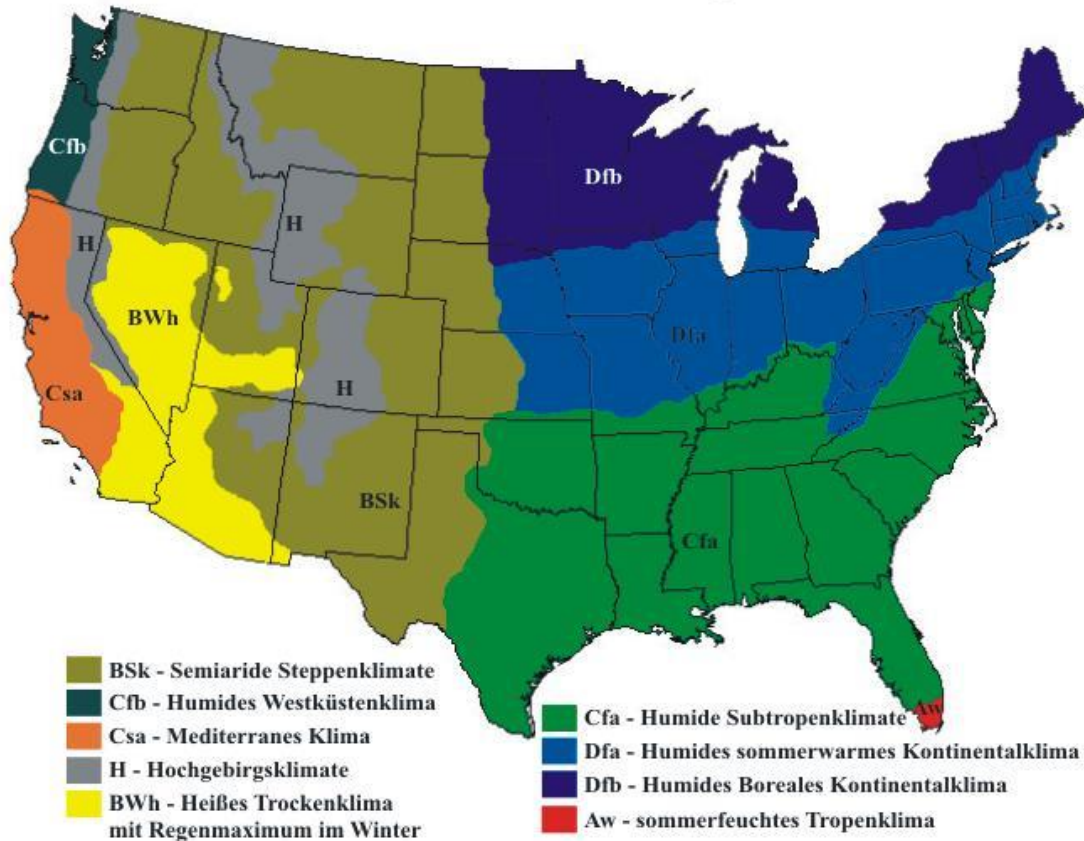 Cfb
Dfb
H
H
BWh
Dfa
Csa
H
BSk
Cfa
Aw
BSk - Semiaride Steppenklimate
Cfb - Humides Westküstenklima
Csa - Mediterranes Klima
H - Hochgebirgsklimate
BWh - Heißes Trockenklima
mit Regenmaximum im Winter
Cfa - Humide Subtropenklimate
Dfa - Humides sommerwarmes Kontinentalklima
Dfb - Humides Boreales Kontinentalklima
Aw - sommerfeuchtes Tropenklima